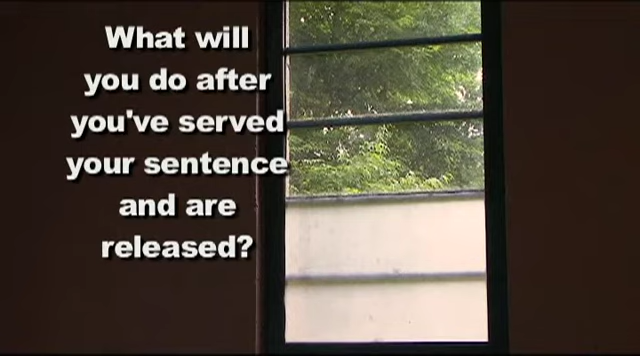 What will
you do after
you've served
your sentence
and are
released?